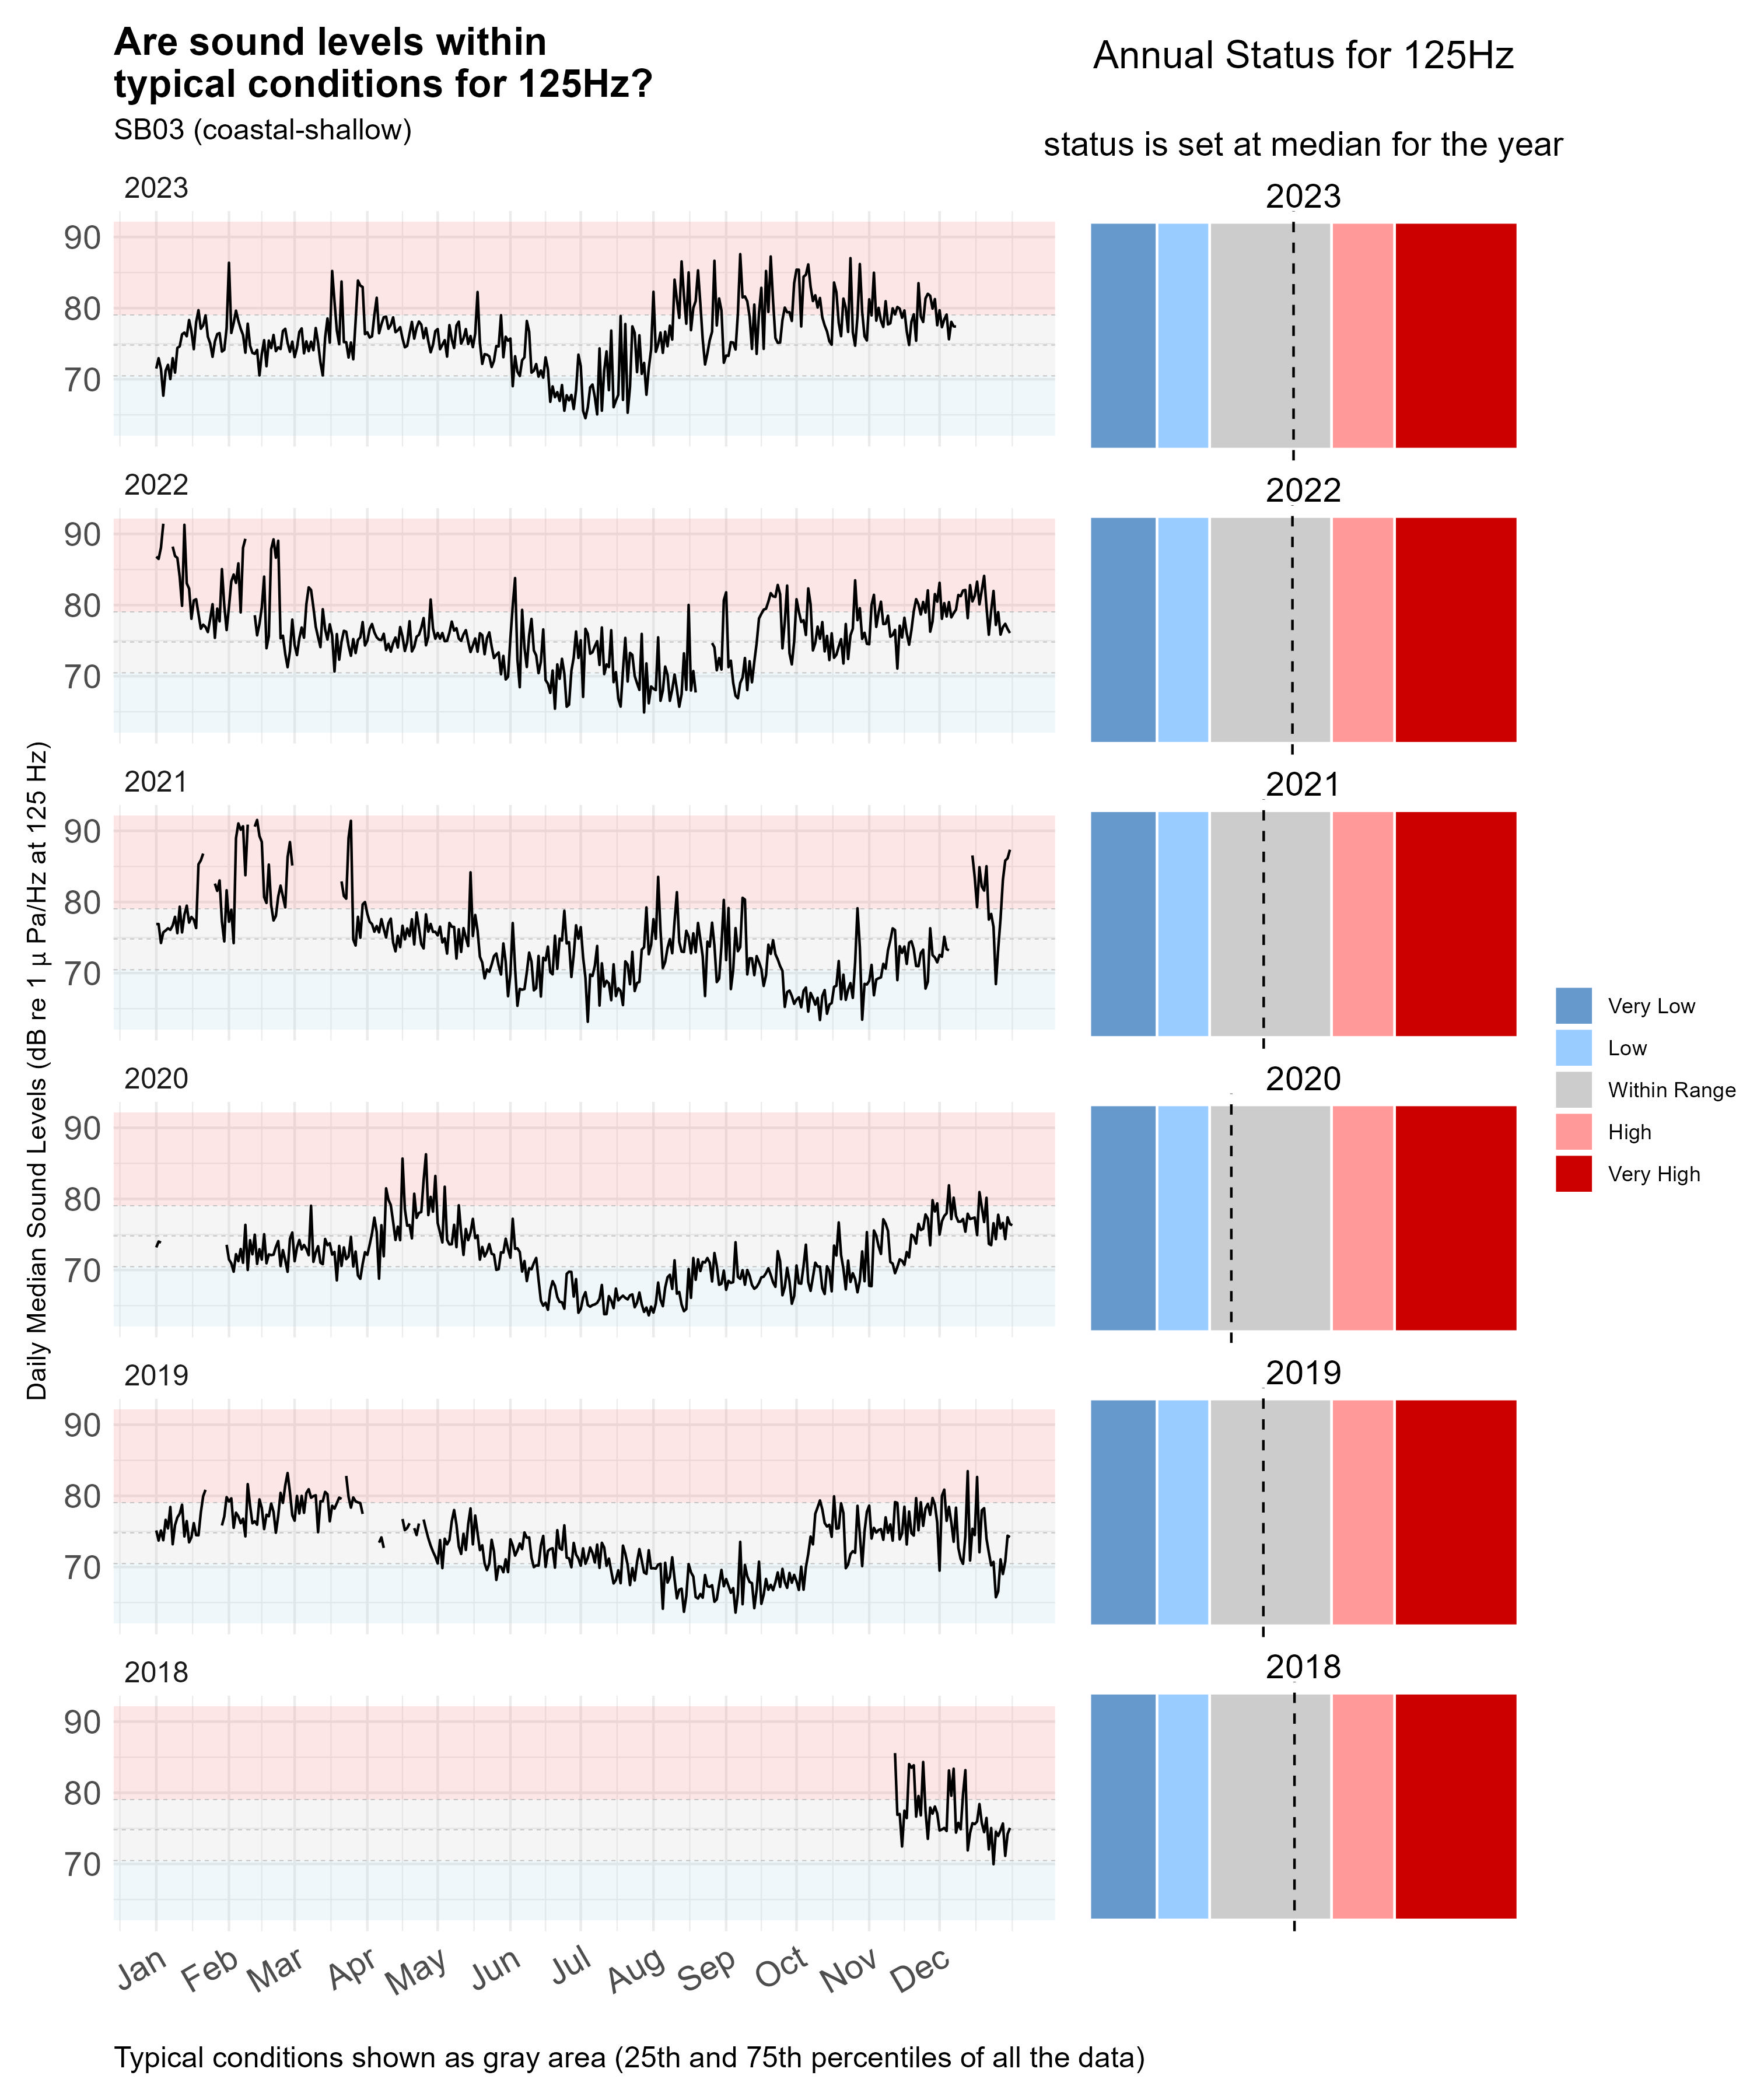 Are sound levels within
typical conditions for 125Hz?
SB03 (coastal-shallow)
Annual Status for 125Hz
status is set at median for the year
Daily Median Sound Levels (dB re 1 µ Pa/Hz at 125 Hz)
2023
90
80
70
2023
2022
90
80
70
2022
2021
90
80
70
2021
2020
90
80
70
2020
2019
90
80
70
2019
2018
90
80
70
2018
Jan Feb Mar Apr May Jun Jul Aug Sep Oct Nov Dec
Very Low
Low
Within Range
High
Very High
Typical conditions shown as gray area (25th and 75th percentiles of all the data)